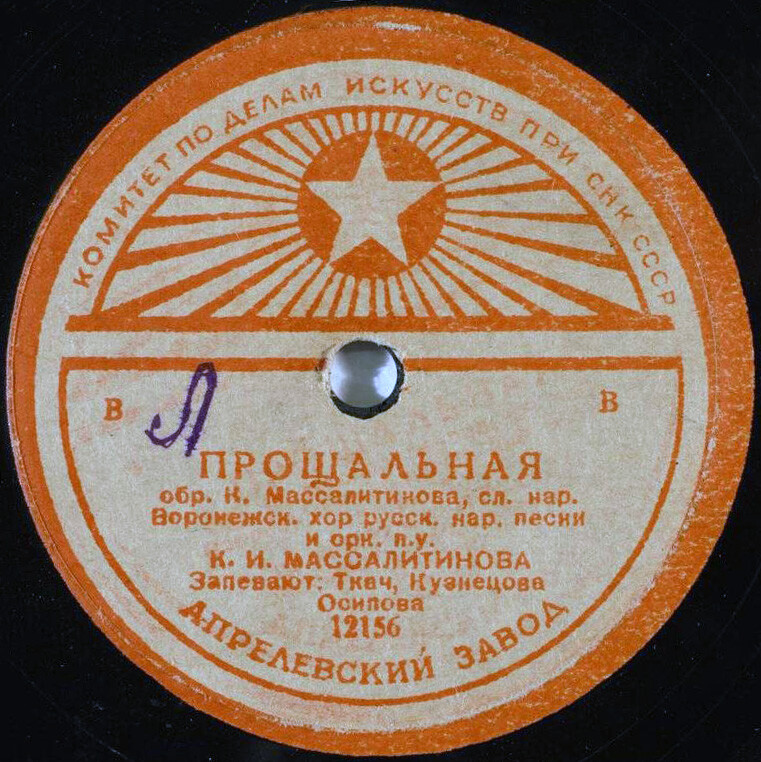 КОМИТЕТ ПО ДЕЛАМ ИСКУССТВ ПРИ СНК СССР
В Л В
ПРОЩАЛЬНАЯ
обр. К. Массалитинова, сл. нар.
Воронежск. хор русск. нар. песни
и орк. п.у.
К. И. МАССАЛИТИНОВА
Запевают: Ткач, Кузнецова
Осипова
12156
АПРЕЛЕВСКИЙ ЗАВОД